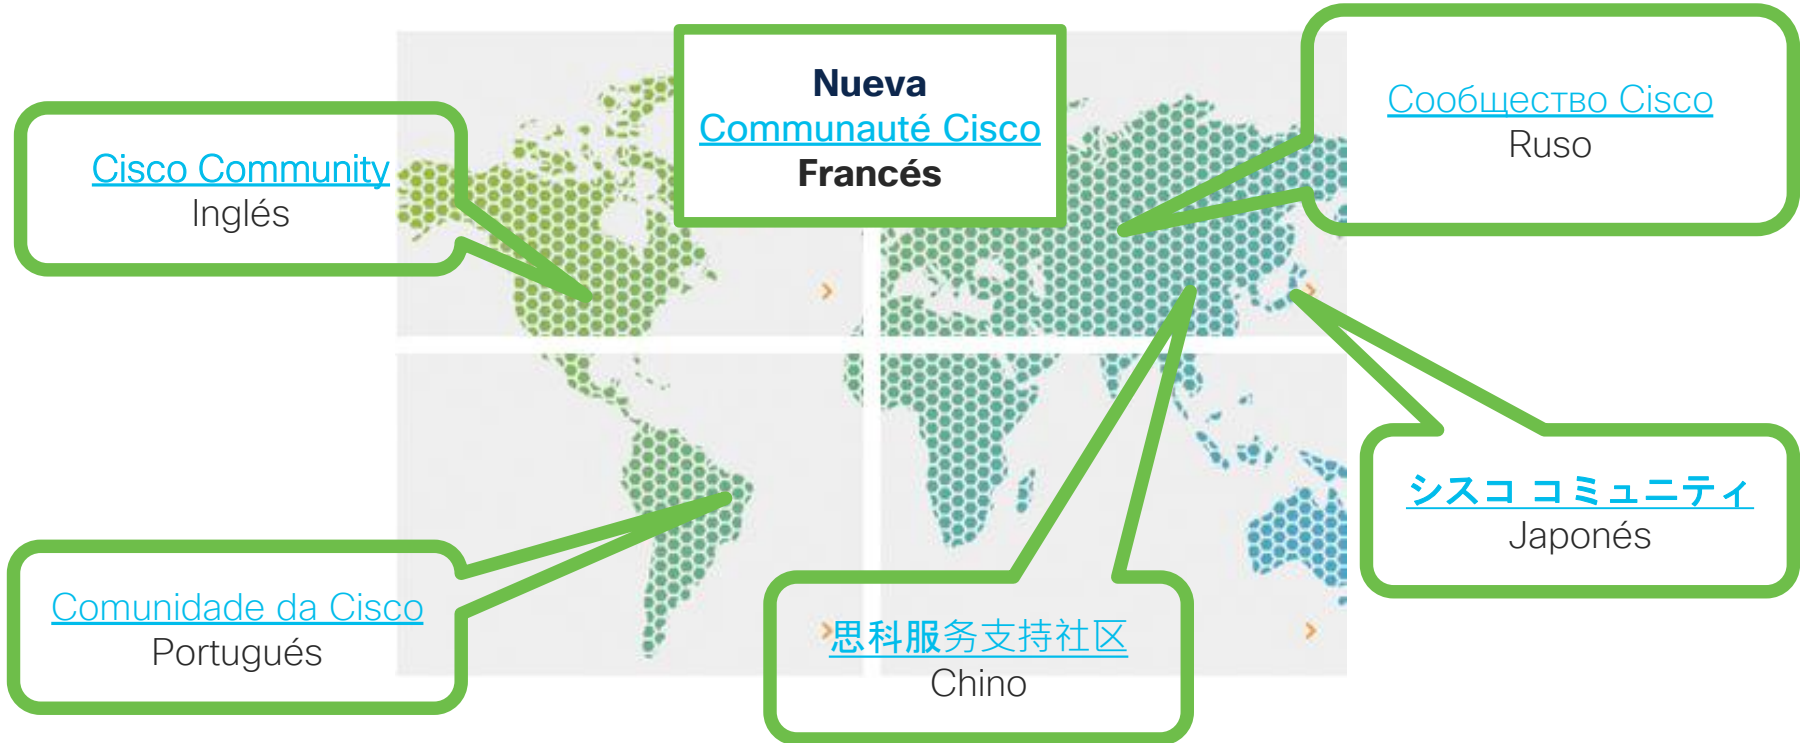 Nueva
Communauté Cisco
Francés
Сообщество Cisco
Ruso
Cisco Community
Inglés
シスコ コミュニティ
Japonés
Comunidade da Cisco
Portugués
思科服务支持社区
Chino